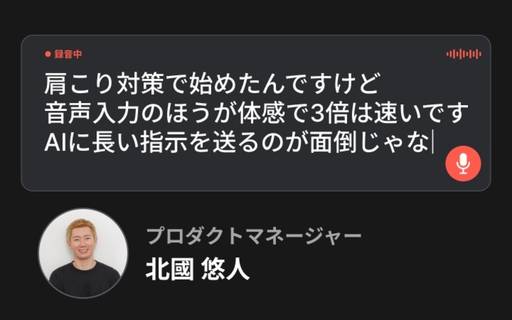 録音中
肩こり対策で始めたんですけど
音声入力のほうが体感で3倍は速いです
AIに長い指示を送るのが面倒じゃな
プロダクトマネージャー
北國 悠人